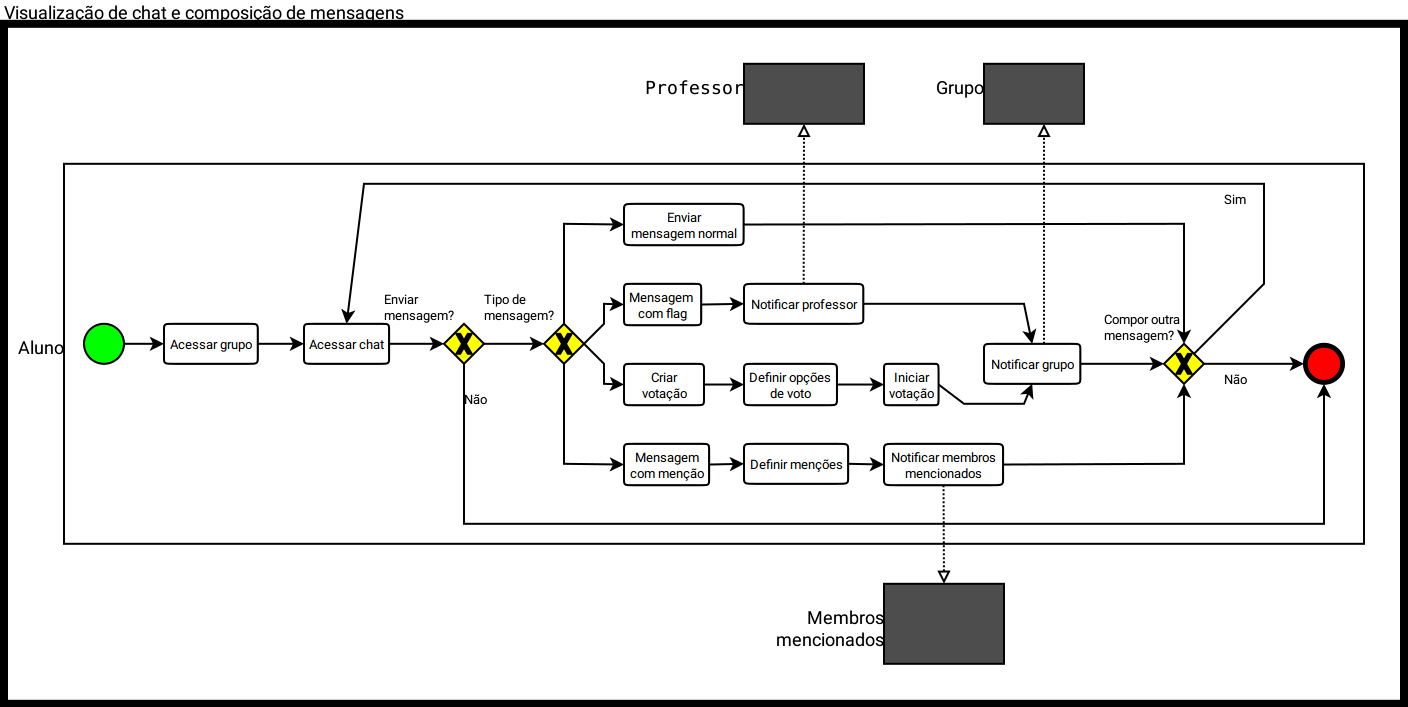 Visualização de chat e composição de mensagens
Professor
Grupo
Sim
Enviar
mensagem normal
Enviar
mensagem?
Tipo de
mensagem?
Mensagem
com flag
Notificar professor
Compor outra
mensagem?
Aluno
Acessar grupo
Acessar chat
X
X
Notificar grupo
X
Não
Não
Criar
votação
Definir opções
de voto
Iniciar
votação
Mensagem
com menção
Definir menções
Notificar membros
mencionados
Membros
mencionados